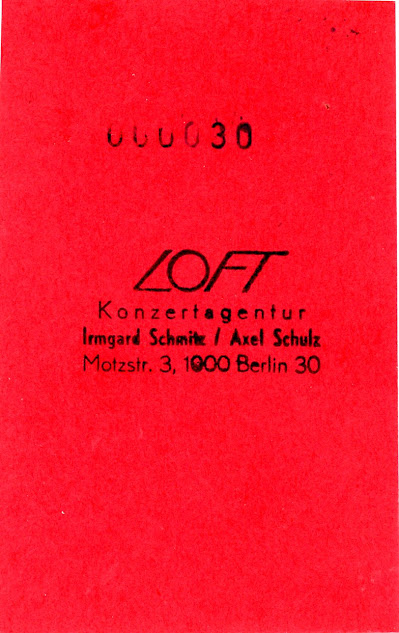 000030
LOFT
Konzertagentur
Irmgard Schmitz / Axel Schulz
Motzstr. 3, 1000 Berlin 30